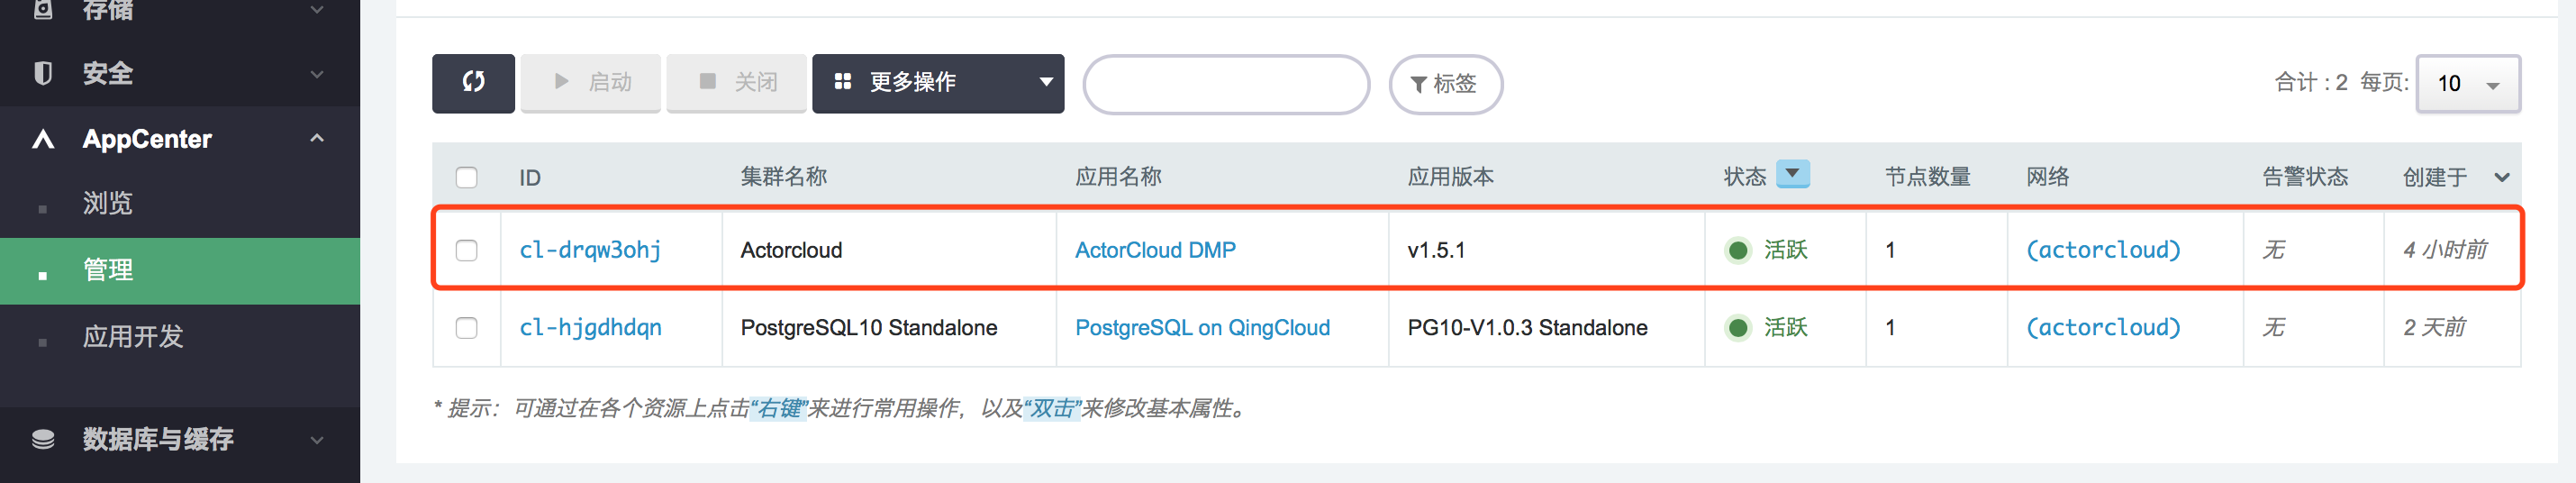 存储
安全
AppCenter
浏览
管理
应用开发
数据库与缓存
启动 关闭 更多操作 标签 合计 : 2 每页: 10
ID 集群名称 应用名称 应用版本 状态 节点数量 网络 告警状态 创建于
cl-drqw3ohj Actorcloud ActorCloud DMP v1.5.1 活跃 1 (actorcloud) 无 4 小时前
cl-hjgdhdqn PostgreSQL10 Standalone PostgreSQL on QingCloud PG10-V1.0.3 Standalone 活跃 1 (actorcloud) 无 2 天前
* 提示：可通过在各个资源上点击“右键”来进行常用操作，以及“双击”来修改基本属性。